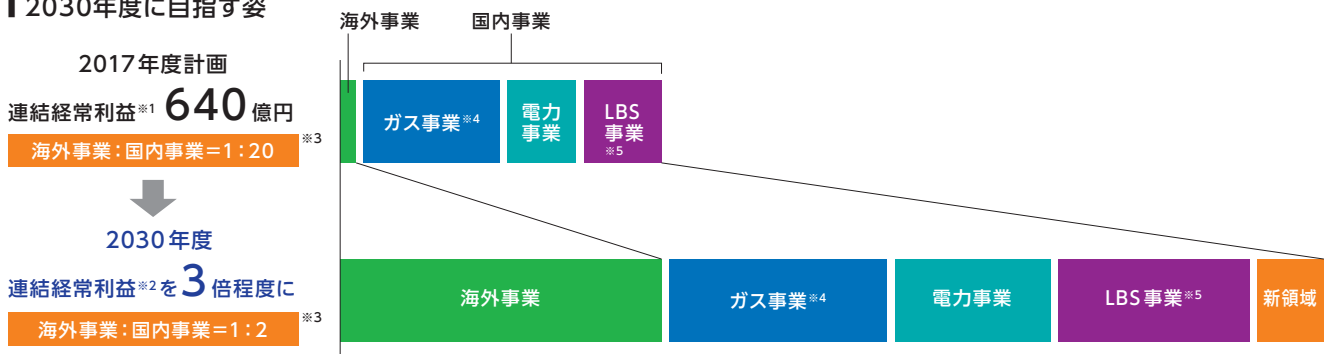 2030年度に目指す姿
海外事業
国内事業
2017年度計画
連結経常利益※1 640億円
海外事業：国内事業＝1：20 ※3
ガス事業※4
電力
事業
LBS
事業
※5
2030年度
連結経常利益※2を3倍程度に
海外事業：国内事業＝1：2 ※3
海外事業
ガス事業※4
電力事業
LBS事業※5
新領域